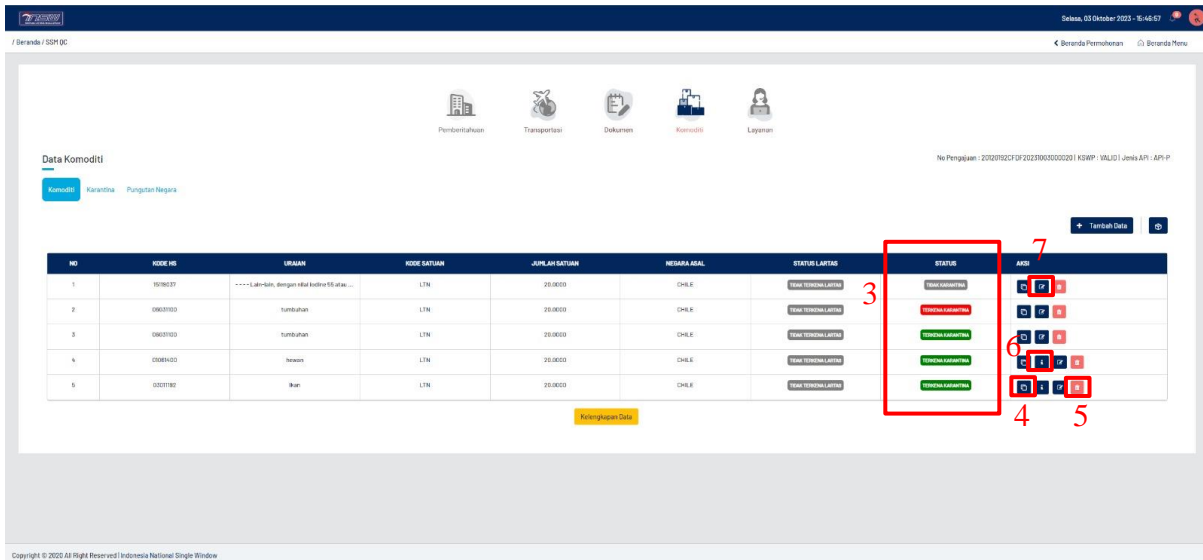 Selasa, 03 Oktober 2023 - 15:46:57
/ Beranda / SSM QC
Beranda Permohonan
Beranda Menu
Pemberitahuan
Transportasi
Dokumen
Komoditi
Layanan
Data Komoditi
No Pengajuan : 20120192CFDF20231003000020 | KSWP : VALID | Jenis API : API-P
Komoditi
Karantina
Pungutan Negara
+ Tambah Data
7
NO KODE HS URAIAN KODE SATUAN JUMLAH SATUAN NEGARA ASAL STATUS LARTAS STATUS AKSI
3
1 15119037 ---- Lain-lain, dengan nilai Iodine 55 atau.... LTN 20.0000 CHILE TIDAK TERKENA LARTAS TIDAK KARANTINA
2 06031100 tumbuhan LTN 20.0000 CHILE TIDAK TERKENA LARTAS TERKENA KARANTINA
3 06031100 tumbuhan LTN 20.0000 CHILE TIDAK TERKENA LARTAS TERKENA KARANTINA
6
4 01061400 hewan LTN 20.0000 CHILE TIDAK TERKENA LARTAS TERKENA KARANTINA
5 03011192 Ikan LTN 20.0000 CHILE TIDAK TERKENA LARTAS TERKENA KARANTINA
4 5
Kelengkapan Data
Copyright © 2020 All Right Reserved | Indonesia National Single Window